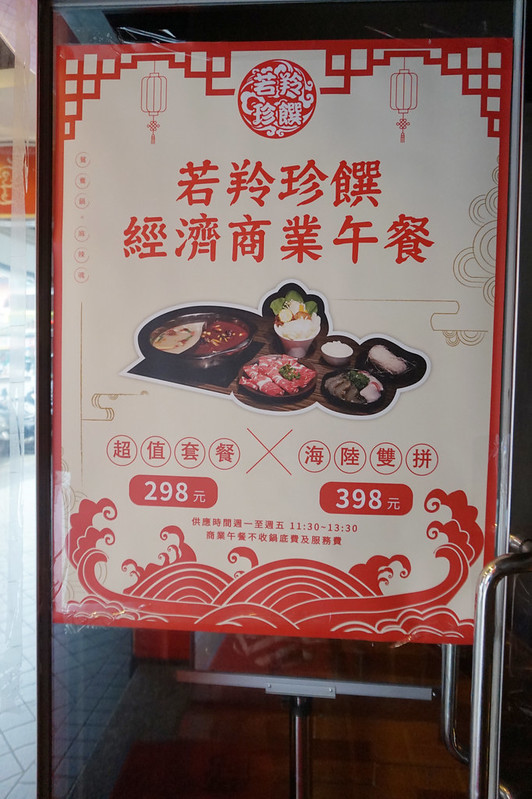 若羚珍饌
若羚珍饌
經濟商業午餐
超值套餐
海陸雙拼
298元
398元
供應時間週一至週五 11:30-13:30
商業午餐不收鍋底費及服務費